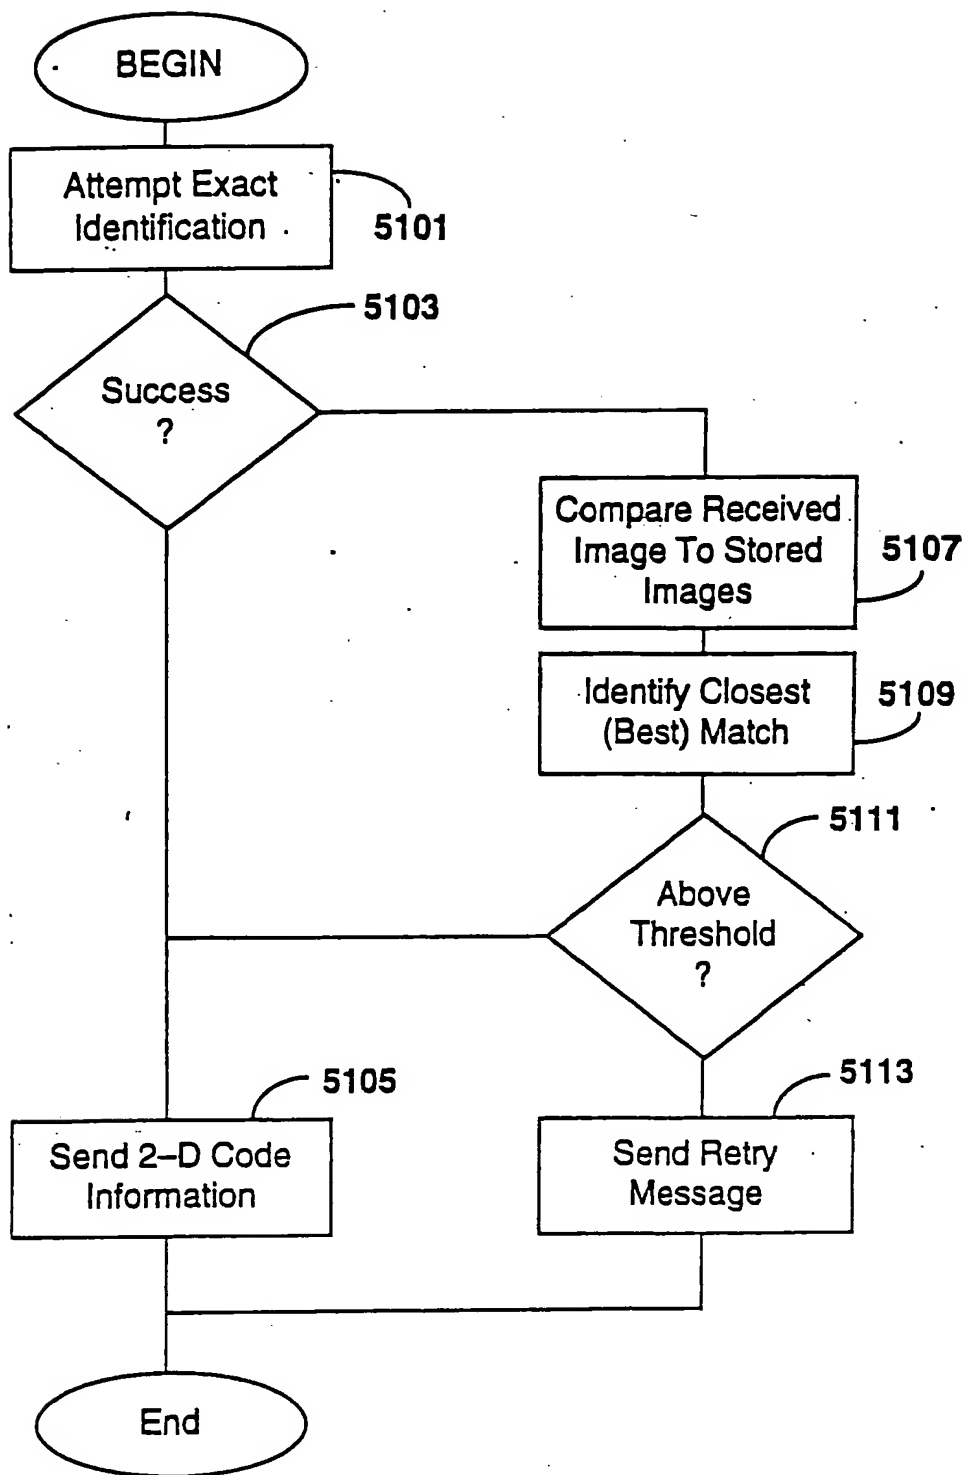 BEGIN
Attempt Exact
Identification
5101
5103
Success
?
Compare Received
Image To Stored
Images
5107
Identify Closest
(Best) Match
5109
5111
Above
Threshold
?
5105
5113
Send 2-D Code
Information
Send Retry
Message
End